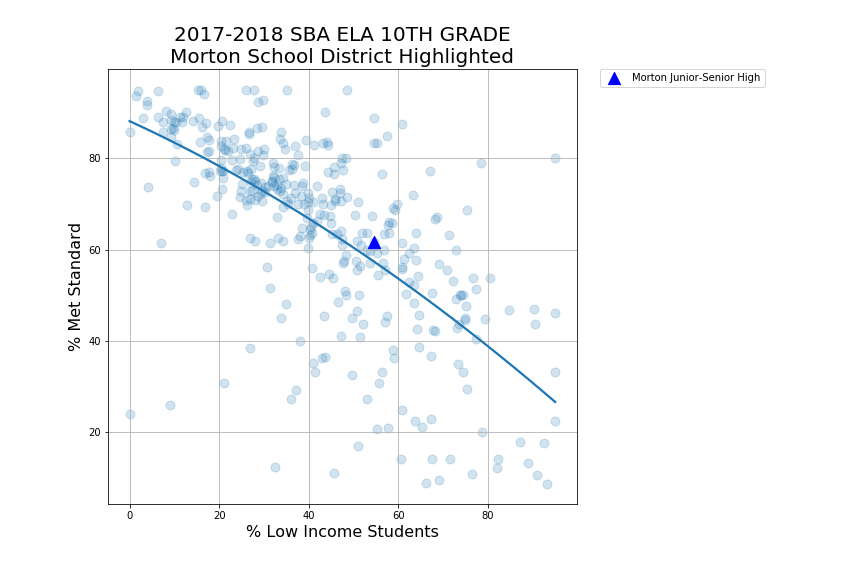 2017-2018 SBA ELA 10TH GRADE
Morton School District Highlighted
Morton Junior-Senior High
% Met Standard
80
60
40
20
0
20
40
60
80
% Low Income Students